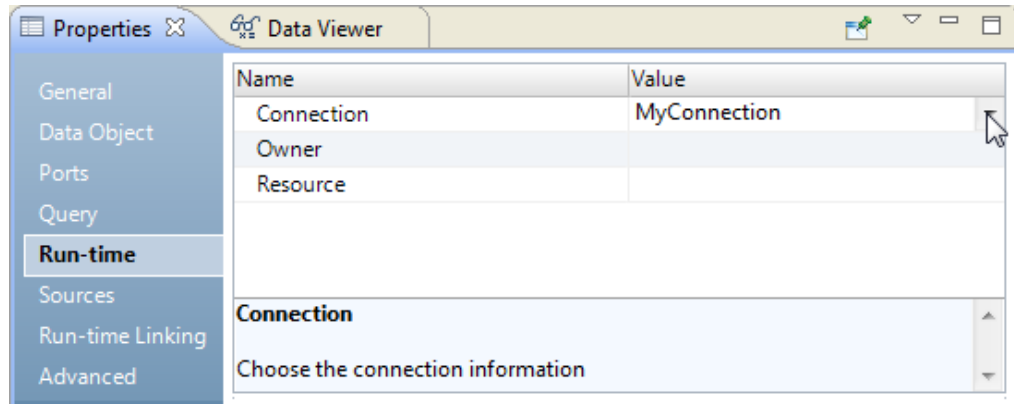 Properties Data Viewer
General
Data Object
Ports
Query
Run-time
Sources
Run-time Linking
Advanced
Name Value
Connection MyConnection
Owner
Resource
Connection
Choose the connection information